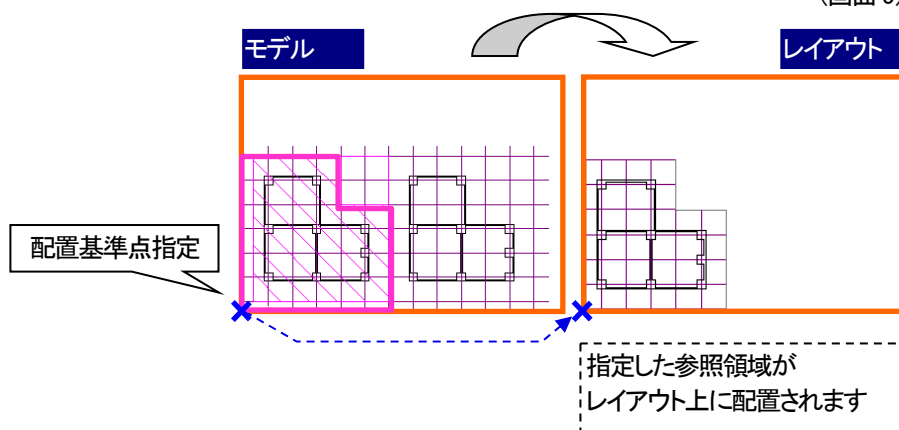 モデル
レイアウト
配置基準点指定
指定した参照領域が
レイアウト上に配置されます